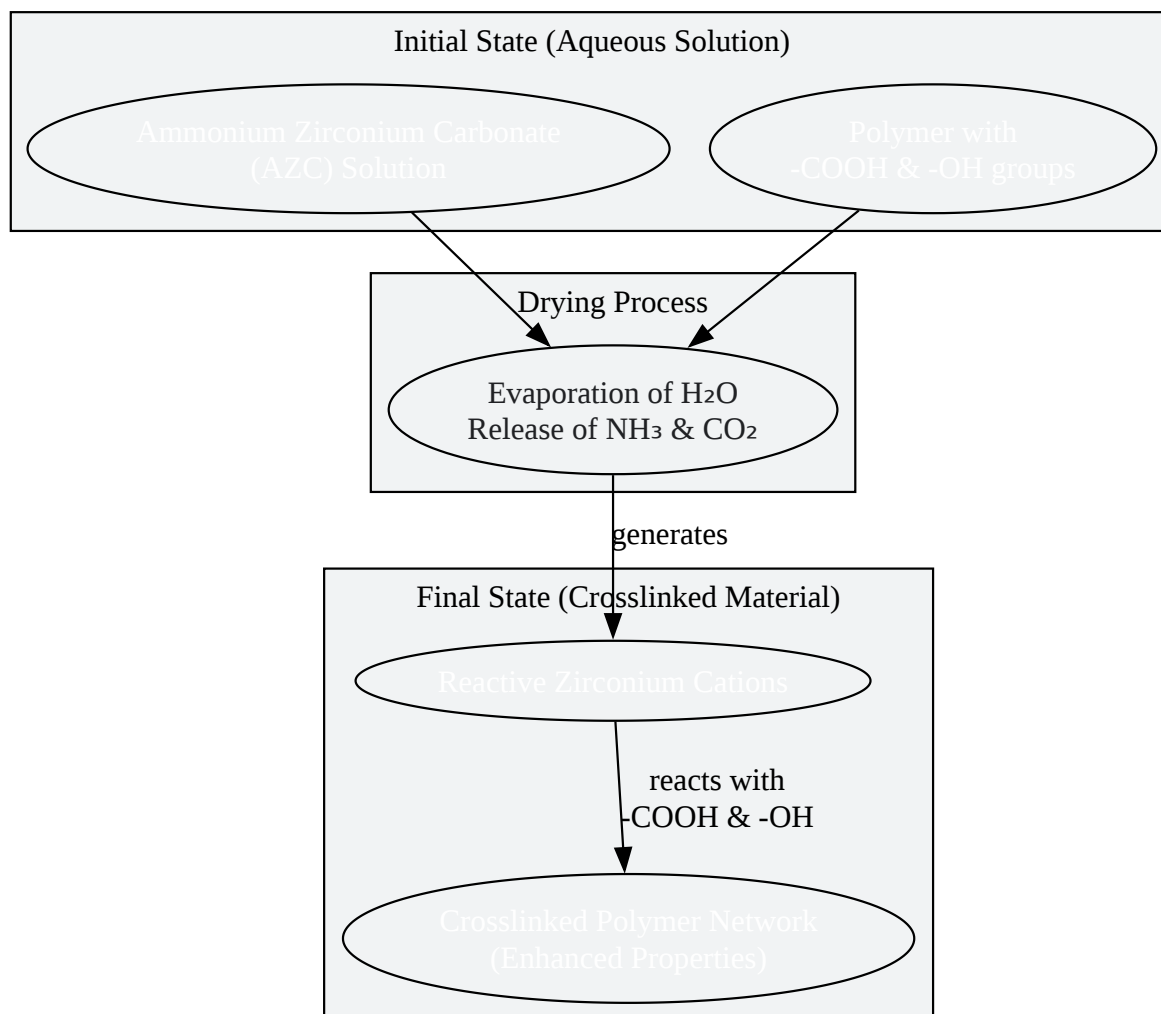 Initial State (Aqueous Solution)
Ammonium Zirconium Carbonate
(AZC) Solution
Polymer with
-COOH & -OH groups
Drying Process
Evaporation of H₂O
Release of NH₃ & CO₂
generates
Final State (Crosslinked Material)
Reactive Zirconium Cations
reacts with
-COOH & -OH
Crosslinked Polymer Network
(Enhanced Properties)